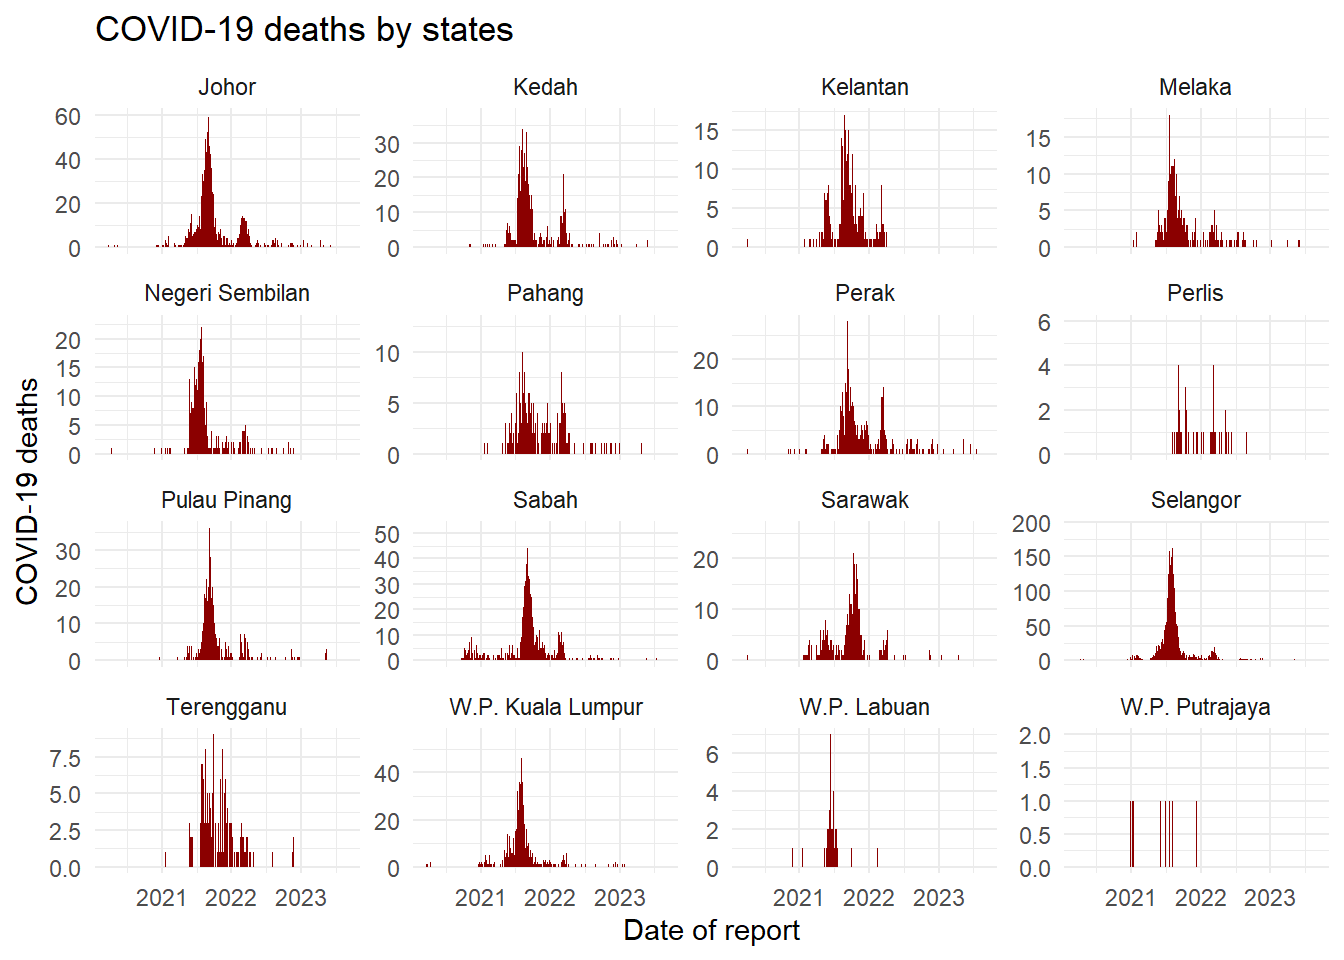 COVID-19 deaths by states
Johor
Kedah
Kelantan
Melaka
60
40
20
0
30
20
10
0
15
10
5
0
15
10
5
0
Negeri Sembilan
Pahang
Perak
Perlis
20
15
10
5
0
10
5
0
20
10
0
6
4
2
0
Pulau Pinang
Sabah
Sarawak
Selangor
30
20
10
0
50
40
30
20
10
0
20
10
0
200
150
100
50
0
Terengganu
W.P. Kuala Lumpur
W.P. Labuan
W.P. Putrajaya
7.5
5.0
2.5
0.0
40
20
0
6
4
2
0
2.0
1.5
1.0
0.5
0.0
2021 2022 2023
2021 2022 2023
2021 2022 2023
2021 2022 2023
Date of report
COVID-19 deaths